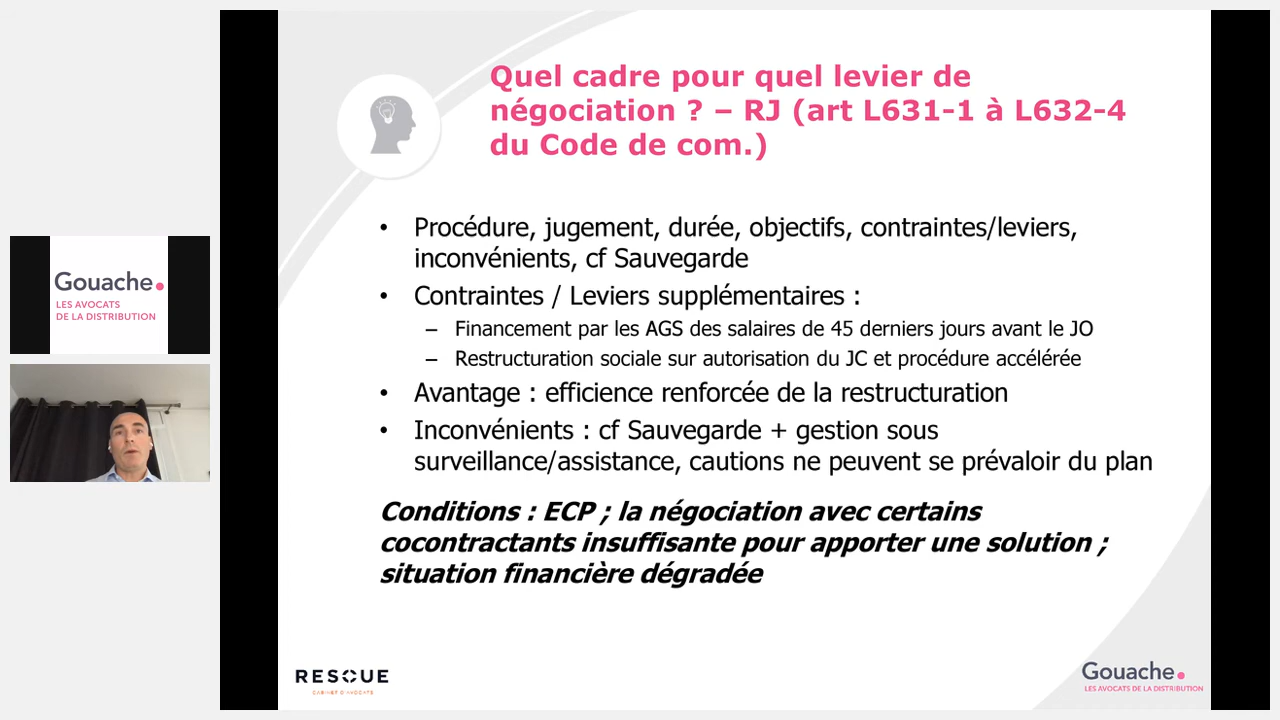 Quel cadre pour quel levier de
négociation ? – RJ (art L631-1 à L632-4
du Code de com.)
• Procédure, jugement, durée, objectifs, contraintes/leviers,
inconvénients, cf Sauvegarde
• Contraintes / Leviers supplémentaires :
– Financement par les AGS des salaires de 45 derniers jours avant le JO
– Restructuration sociale sur autorisation du JC et procédure accélérée
• Avantage : efficience renforcée de la restructuration
• Inconvénients : cf Sauvegarde + gestion sous
surveillance/assistance, cautions ne peuvent se prévaloir du plan
Conditions : ECP ; la négociation avec certains
cocontractants insuffisante pour apporter une solution ;
situation financière dégradée
Gouache.
LES AVOCATS
DE LA DISTRIBUTION
RESCUE
CABINET D'AVOCATS
Gouache.
LES AVOCATS DE LA DISTRIBUTION